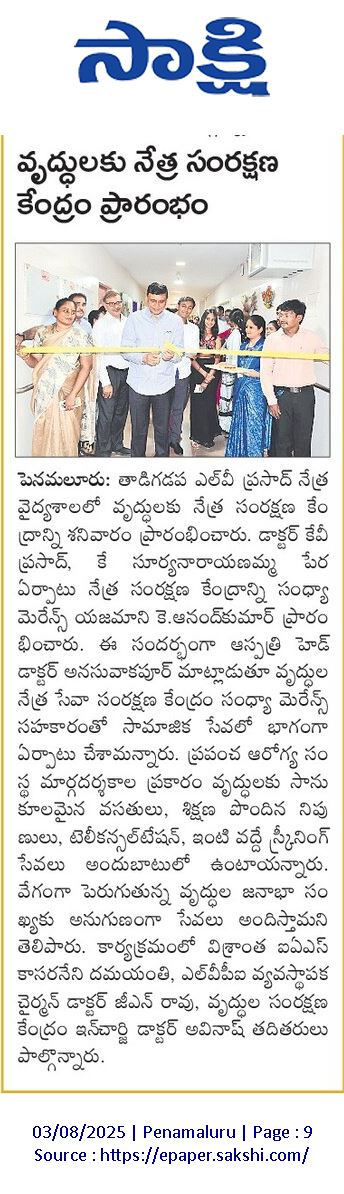 సాక్షి
వృద్ధులకు నేత్ర సంరక్షణ
కేంద్రం ప్రారంభం
పెనమలూరు: తాడిగడప ఎల్‌వీ ప్రసాద్ నేత్ర
వైద్యశాలలో వృద్ధులకు నేత్ర సంరక్షణ కేం
ద్రాన్ని శనివారం ప్రారంభించారు. డాక్టర్ కేవీ
ప్రసాద్, కే సూర్యనారాయణమ్మ పేర
ఏర్పాటు నేత్ర సంరక్షణ కేంద్రాన్ని సంధ్యా
మెరేన్స్ యజమాని కె.ఆనంద్‌కుమార్ ప్రారం
భించారు. ఈ సందర్భంగా ఆస్పత్రి హెడ్
డాక్టర్ అనసువాకపూర్ మాట్లాడుతూ వృద్ధుల
నేత్ర సేవా సంరక్షణ కేంద్రం సంధ్యా మెరేన్స్
సహకారంతో సామాజిక సేవలో భాగంగా
ఏర్పాటు చేశామన్నారు. ప్రపంచ ఆరోగ్య సం
స్థ మార్గదర్శకాల ప్రకారం వృద్ధులకు సాను
కూలమైన వసతులు, శిక్షణ పొందిన నిపు
ణులు, టెలీకన్సల్‌టేషన్, ఇంటి వద్దే స్క్రీనింగ్
సేవలు అందుబాటులో ఉంటాయన్నారు.
వేగంగా పెరుగుతున్న వృద్ధుల జనాభా సం
ఖ్యకు అనుగుణంగా సేవలు అందిస్తామని
తెలిపారు. కార్యక్రమంలో విశ్రాంత ఐఏఎస్
కాసరనేని దమయంతి, ఎల్‌వీపీఐ వ్యవస్థాపక
చైర్మన్ డాక్టర్ జీఎన్ రావు, వృద్ధుల సంరక్షణ
కేంద్రం ఇన్‌చార్జి డాక్టర్ అవినాష్ తదితరులు
పాల్గొన్నారు.
03/08/2025 | Penamaluru | Page : 9
Source : https://epaper.sakshi.com/